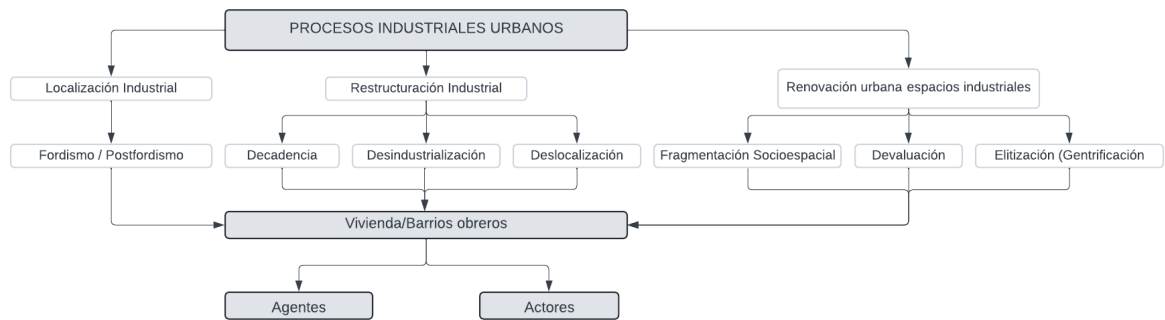 PROCESOS INDUSTRIALES URBANOS
Localización Industrial
Restructuración Industrial
Renovación urbana espacios industriales
Fordismo / Postfordismo
Decadencia
Desindustrialización
Deslocalización
Fragmentación Socioespacial
Devaluación
Elitización (Gentrificación
Vivienda/Barrios obreros
Agentes
Actores